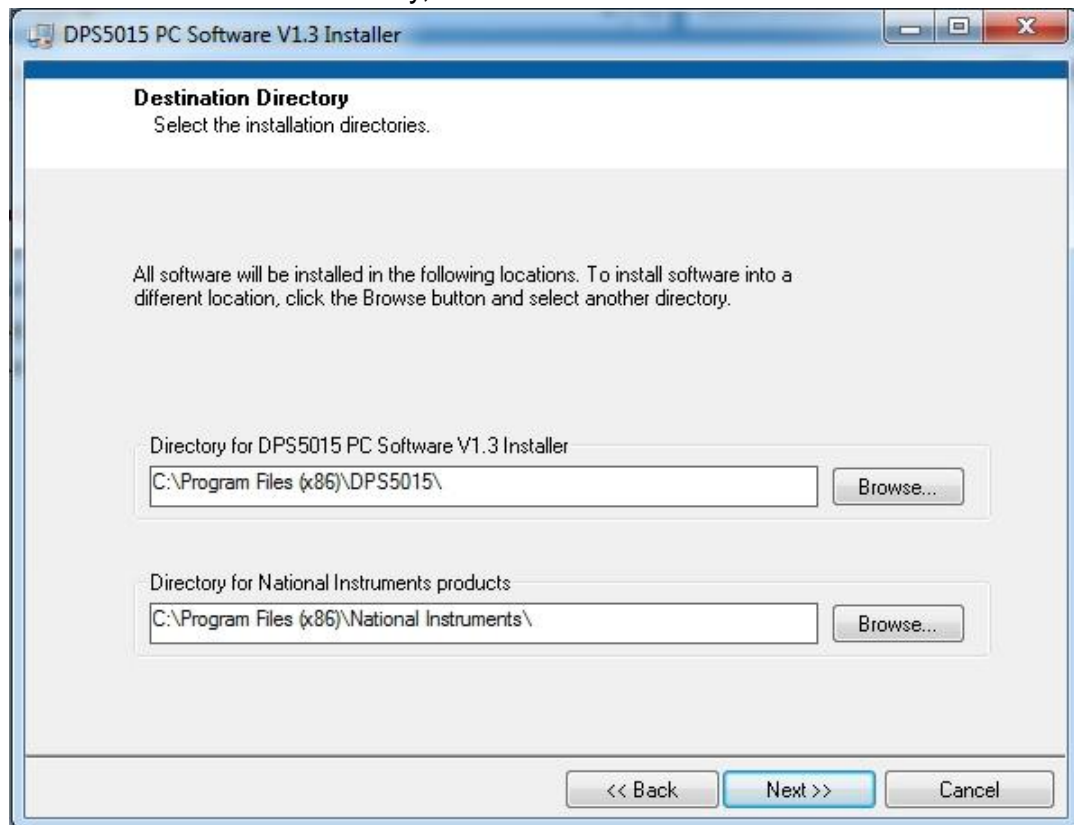 DPS5015 PC Software V1.3 Installer
Destination Directory
Select the installation directories.
All software will be installed in the following locations. To install software into a
different location, click the Browse button and select another directory.
Directory for DPS5015 PC Software V1.3 Installer
C:\Program Files (x86)\DPS5015\
Browse...
Directory for National Instruments products
C:\Program Files (x86)\National Instruments\
Browse...
<< Back Next >> Cancel